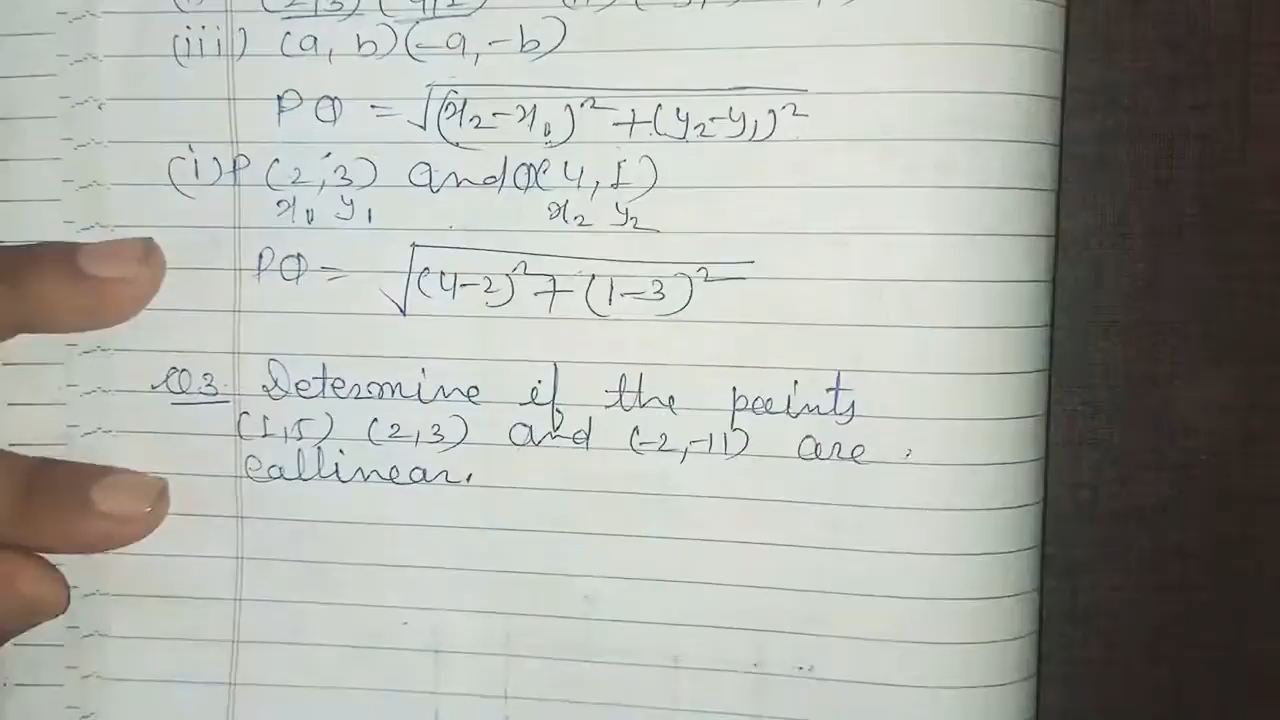 (iii) (a, b)(-a,-b)
PQ = √(x₂-x₁)² +(y₂-y₁)²
(i) P (2,3) and Q( 4, 1)
x₁ y₁ x₂ y₂
PQ = √(4-2)² + (1-3)²
Q3. Determine if the points
(1,5) (2,3) and (-2,-11) are
collinear.